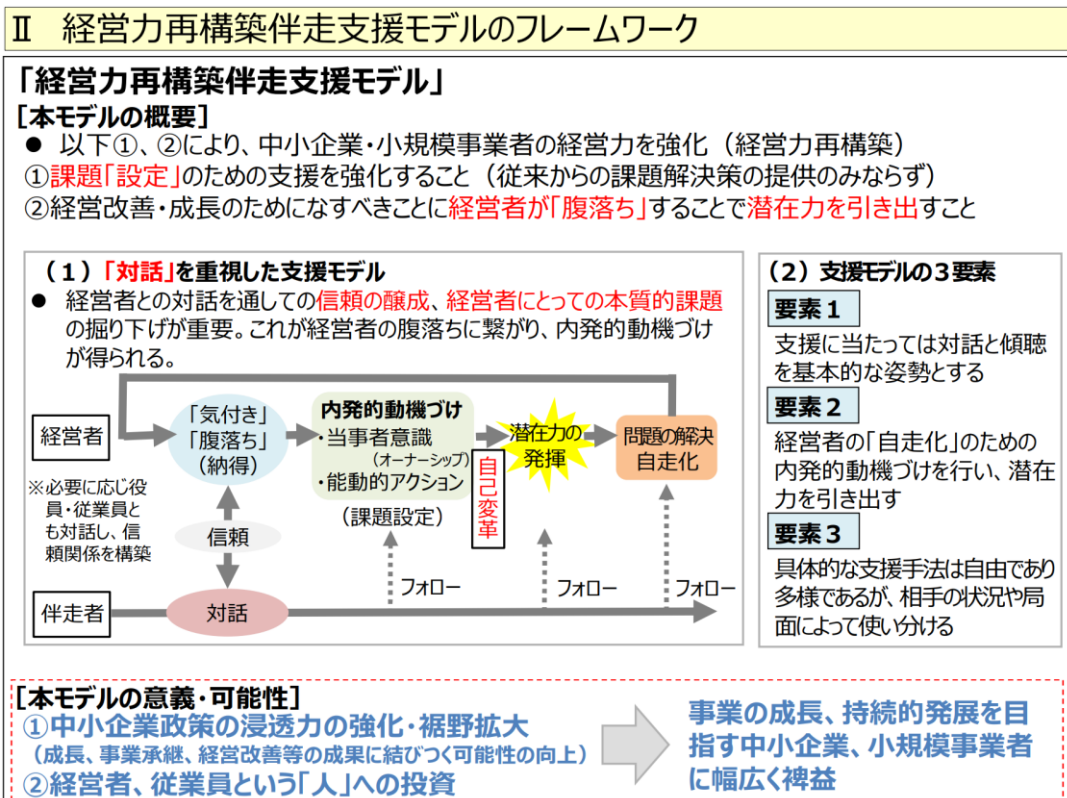 Ⅱ 経営力再構築伴走支援モデルのフレームワーク
「経営力再構築伴走支援モデル」
[本モデルの概要]
● 以下①、②により、中小企業・小規模事業者の経営力を強化（経営力再構築）
①課題「設定」のための支援を強化すること（従来からの課題解決策の提供のみならず）
②経営改善・成長のためになすべきことに経営者が「腹落ち」することで潜在力を引き出すこと
（1）「対話」を重視した支援モデル
● 経営者との対話を通しての信頼の醸成、経営者にとっての本質的課題
の掘り下げが重要。これが経営者の腹落ちに繋がり、内発的動機づけ
が得られる。
経営者
※必要に応じ役
員・従業員と
も対話し、信
頼関係を構築
「気付き」
「腹落ち」
（納得）
内発的動機づけ
・当事者意識
（オーナーシップ）
・能動的アクション
（課題設定）
自己変革
潜在力の
発揮
問題の解決
自走化
信頼
フォロー
フォロー
フォロー
伴走者
対話
（2）支援モデルの3要素
要素1
支援に当たっては対話と傾聴
を基本的な姿勢とする
要素2
経営者の「自走化」のための
内発的動機づけを行い、潜在
力を引き出す
要素3
具体的な支援手法は自由であり
多様であるが、相手の状況や局
面によって使い分ける
[本モデルの意義・可能性]
①中小企業政策の浸透力の強化・裾野拡大
（成長、事業承継、経営改善等の成果に結びつく可能性の向上）
②経営者、従業員という「人」への投資
事業の成長、持続的発展を目
指す中小企業、小規模事業者
に幅広く裨益